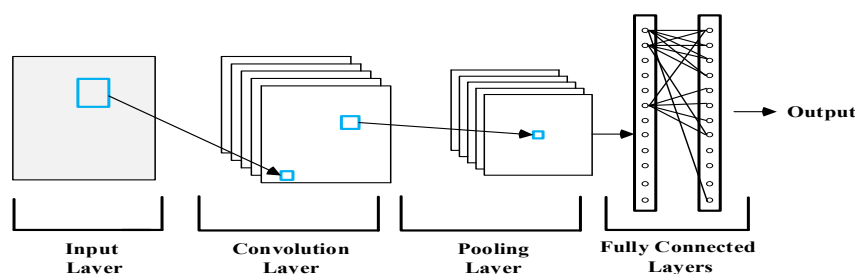 Output
Input
Layer
Convolution
Layer
Pooling
Layer
Fully Connected
Layers